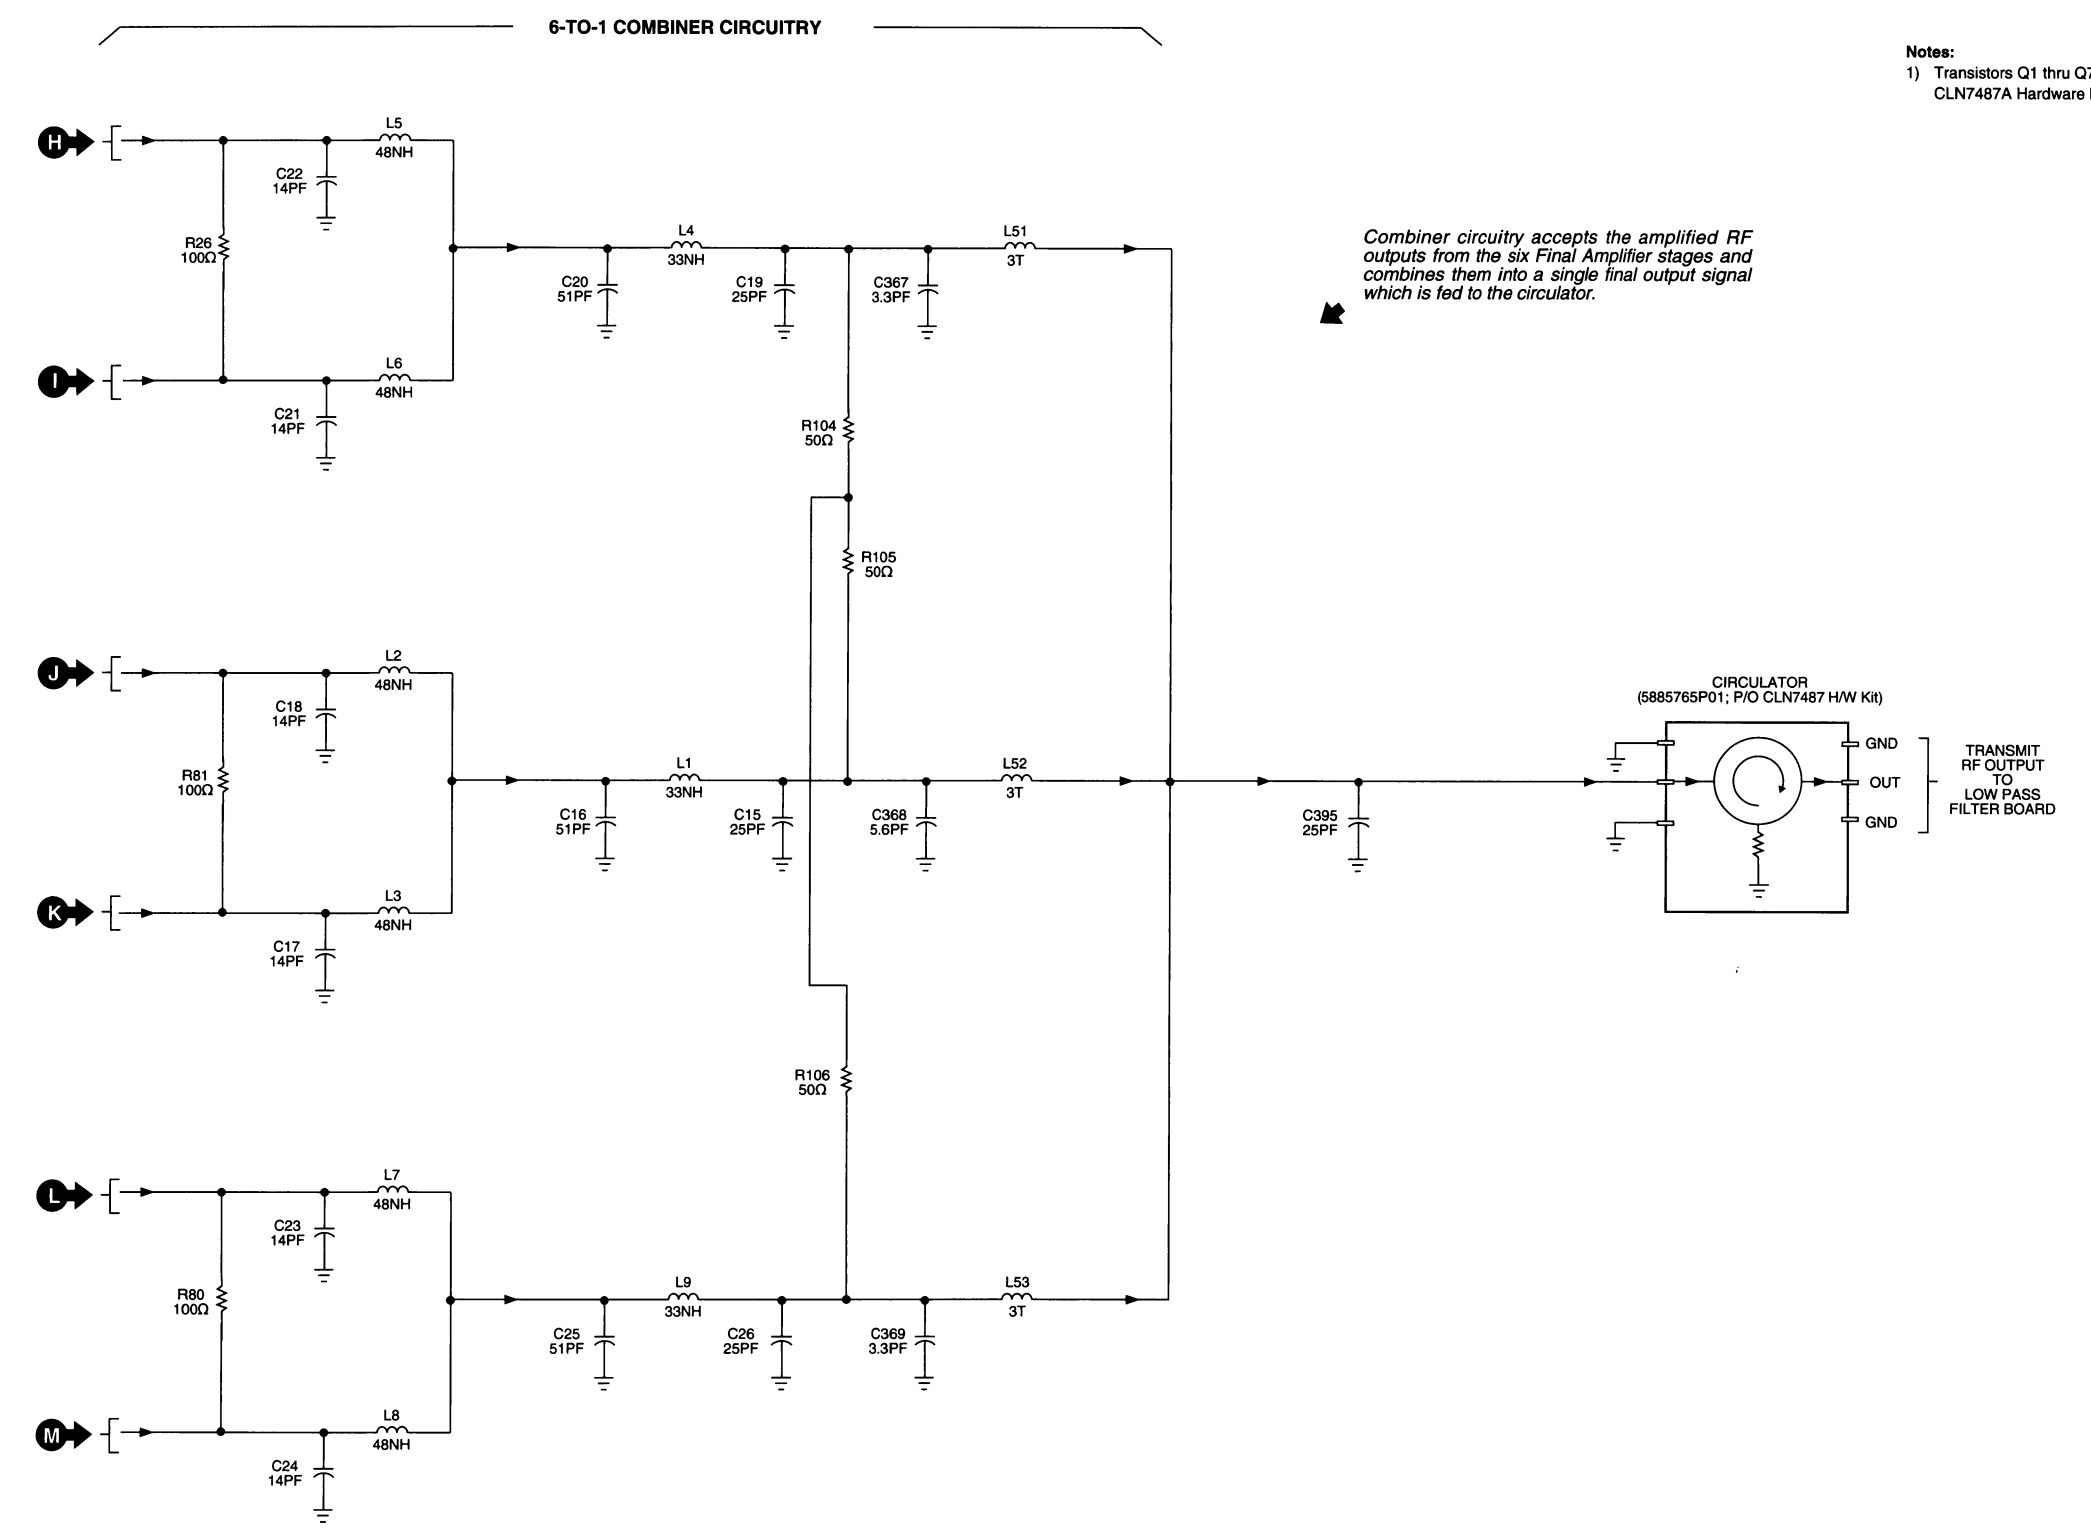 6-TO-1 COMBINER CIRCUITRY
Notes:
1) Transistors Q1 thru Q7
CLN7487A Hardware
H
L5
48NH
C22
14PF
R26
100Ω
I
L6
48NH
C21
14PF
L4
33NH
C20
51PF
C19
25PF
C367
3.3PF
L51
3T
Combiner circuitry accepts the amplified RF
outputs from the six Final Amplifier stages and
combines them into a single final output signal
which is fed to the circulator.
R104
50Ω
R105
50Ω
J
L2
48NH
C18
14PF
R81
100Ω
K
L3
48NH
C17
14PF
L1
33NH
C16
51PF
C15
25PF
C368
5.6PF
L52
3T
C395
25PF
CIRCULATOR
(5885765P01; P/O CLN7487 H/W Kit)
GND
OUT
GND
TRANSMIT
RF OUTPUT
TO
LOW PASS
FILTER BOARD
R106
50Ω
L
L7
48NH
C23
14PF
R80
100Ω
M
L8
48NH
C24
14PF
L9
33NH
C25
51PF
C26
25PF
C369
3.3PF
L53
3T